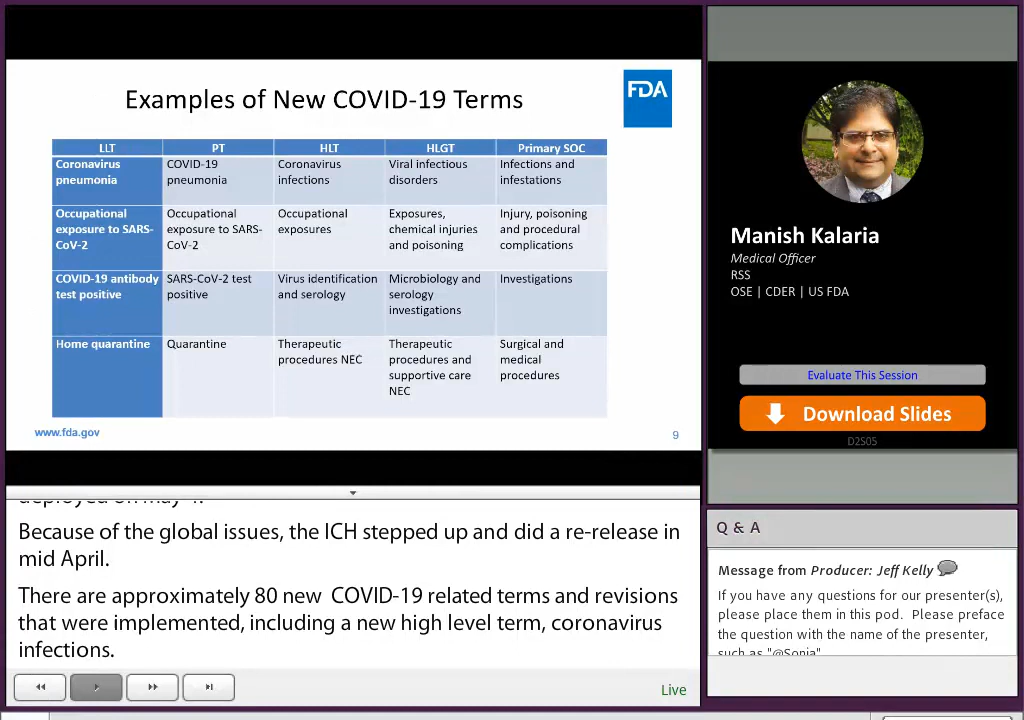 Examples of New COVID-19 Terms
FDA
LLT PT HLT HLGT Primary SOC
Coronavirus pneumonia COVID-19 pneumonia Coronavirus infections Viral infectious disorders Infections and infestations
Occupational exposure to SARS-CoV-2 Occupational exposure to SARS-CoV-2 Occupational exposures Exposures, chemical injuries and poisoning Injury, poisoning and procedural complications
COVID-19 antibody test positive SARS-CoV-2 test positive Virus identification and serology Microbiology and serology investigations Investigations
Home quarantine Quarantine Therapeutic procedures NEC Therapeutic procedures and supportive care NEC Surgical and medical procedures
www.fda.gov
9
Because of the global issues, the ICH stepped up and did a re-release in
mid April.
There are approximately 80 new COVID-19 related terms and revisions
that were implemented, including a new high level term, coronavirus
infections.
Live
Manish Kalaria
Medical Officer
RSS
OSE | CDER | US FDA
Evaluate This Session
Download Slides
D2S05
Q & A
Message from Producer: Jeff Kelly
If you have any questions for our presenter(s),
please place them in this pod. Please preface
the question with the name of the presenter,
such as "@Sonia"